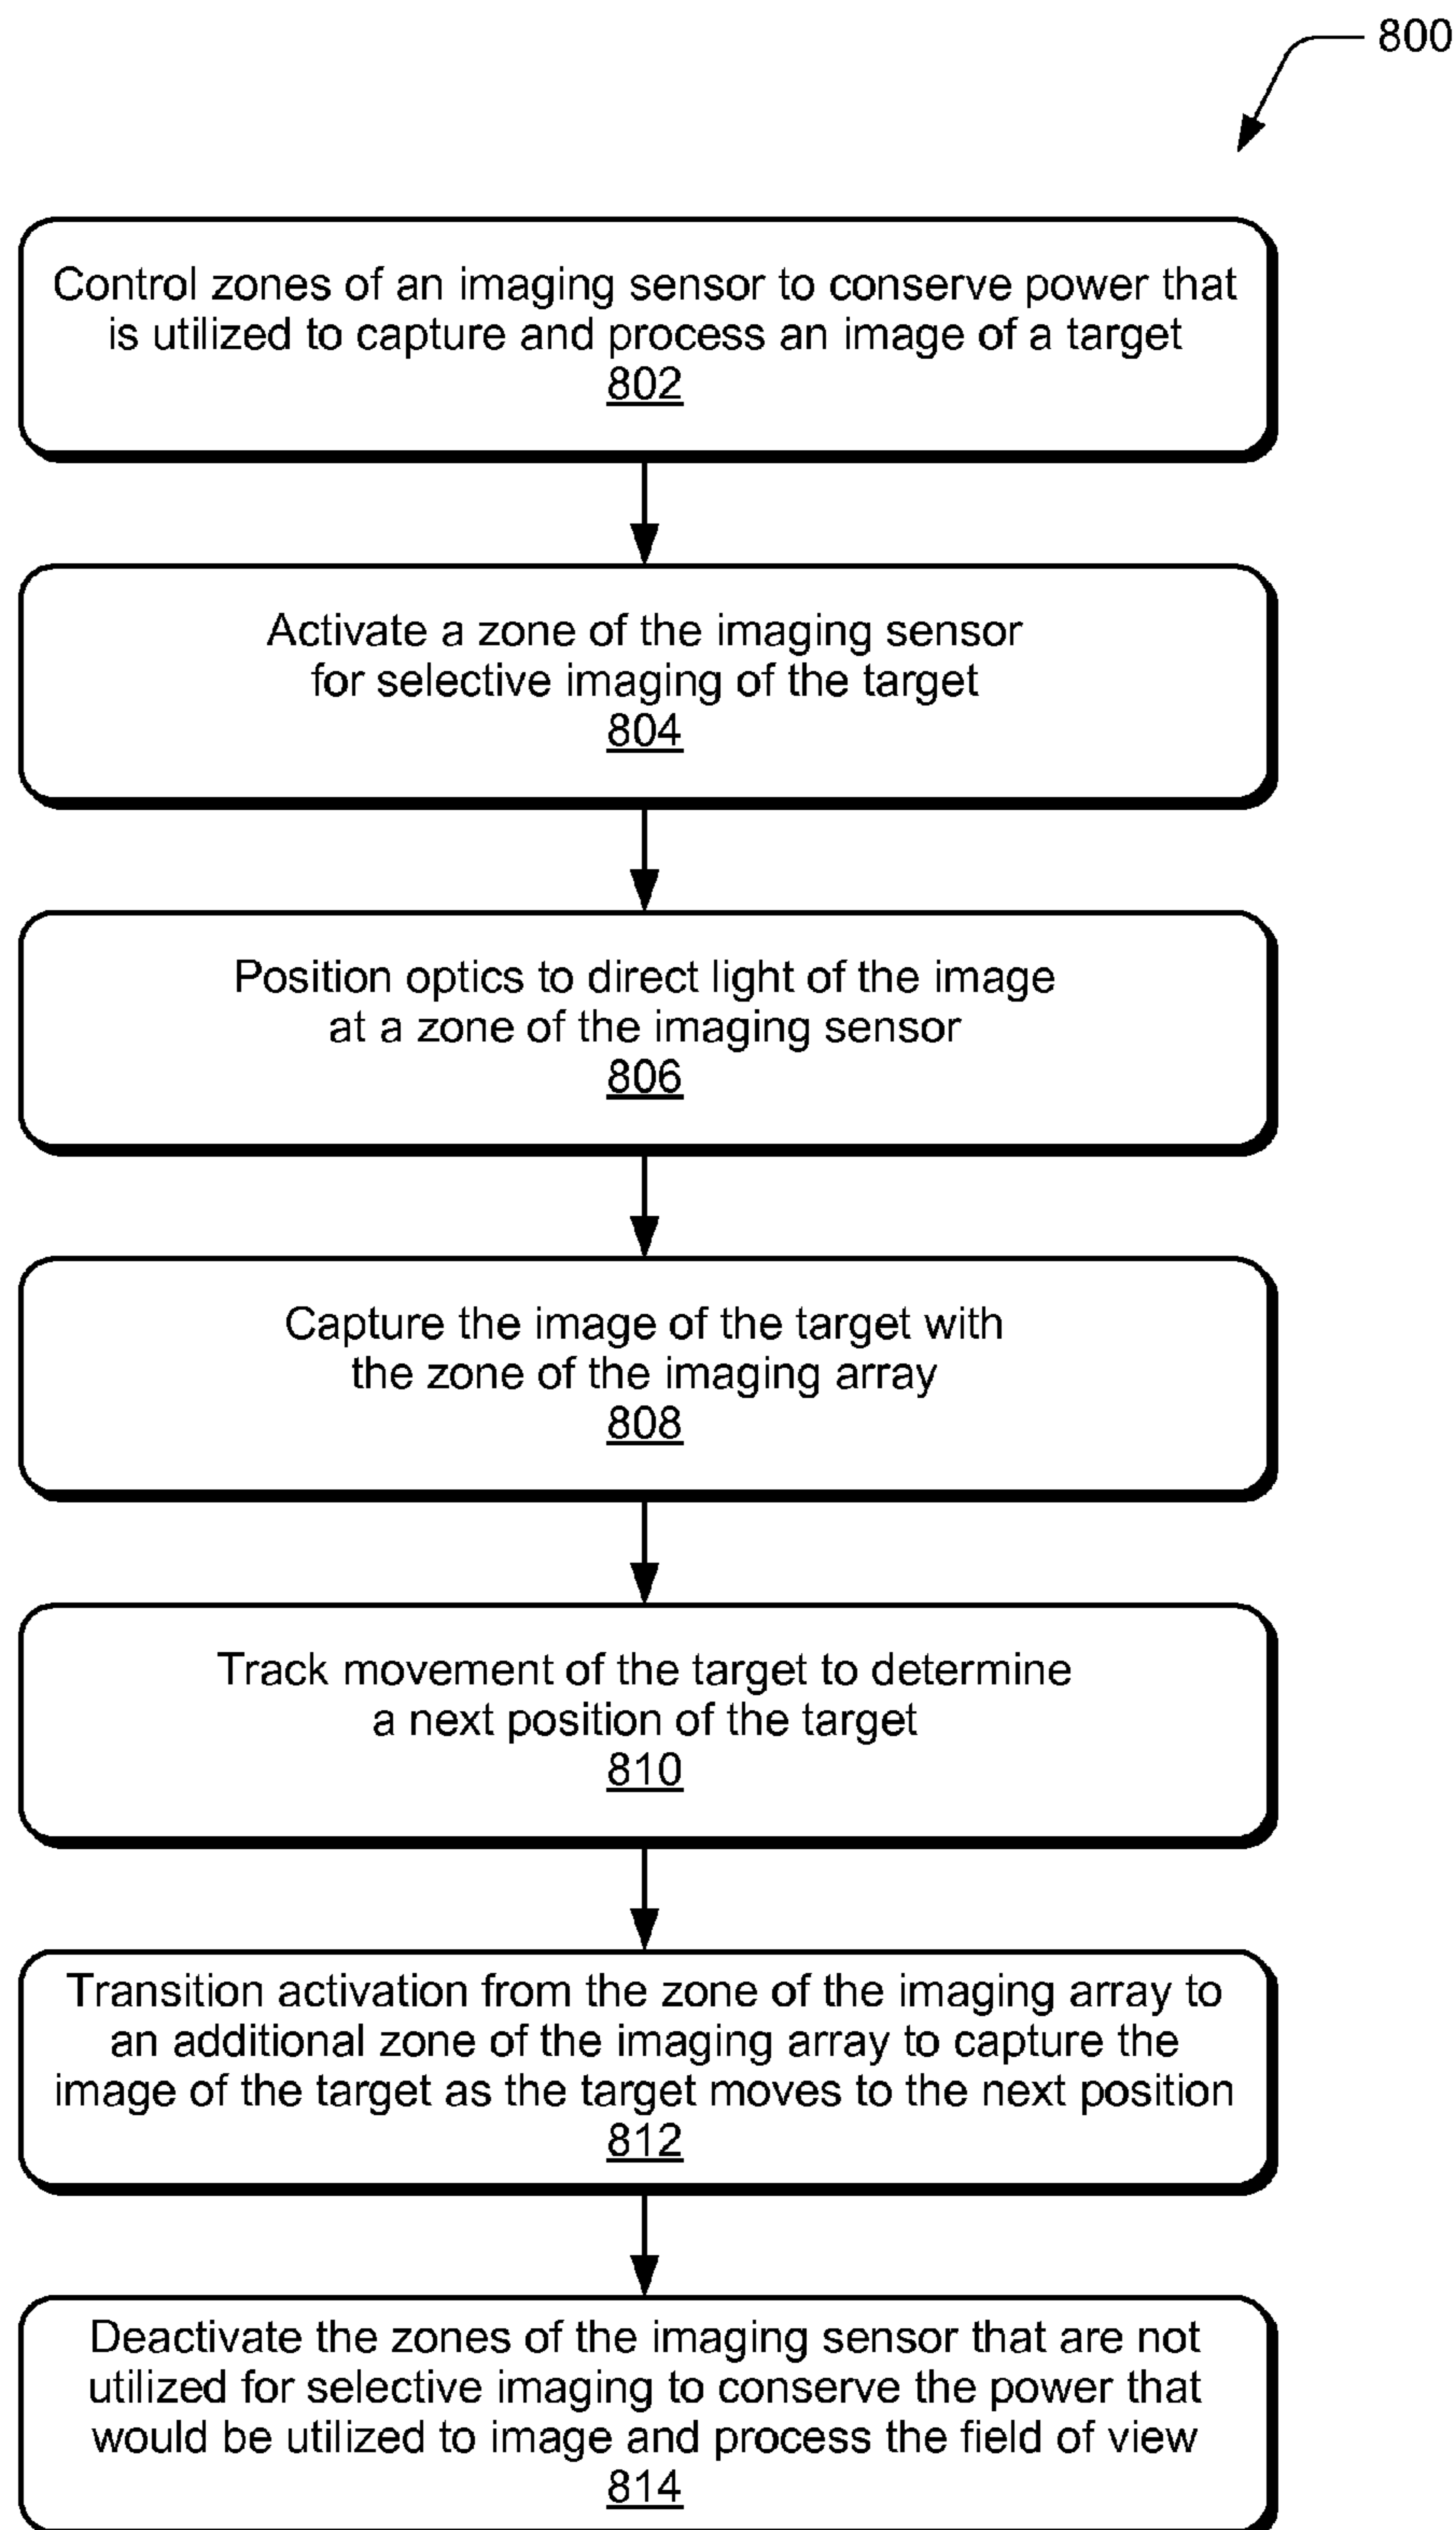 800
Control zones of an imaging sensor to conserve power that
is utilized to capture and process an image of a target
802
Activate a zone of the imaging sensor
for selective imaging of the target
804
Position optics to direct light of the image
at a zone of the imaging sensor
806
Capture the image of the target with
the zone of the imaging array
808
Track movement of the target to determine
a next position of the target
810
Transition activation from the zone of the imaging array to
an additional zone of the imaging array to capture the
image of the target as the target moves to the next position
812
Deactivate the zones of the imaging sensor that are not
utilized for selective imaging to conserve the power that
would be utilized to image and process the field of view
814